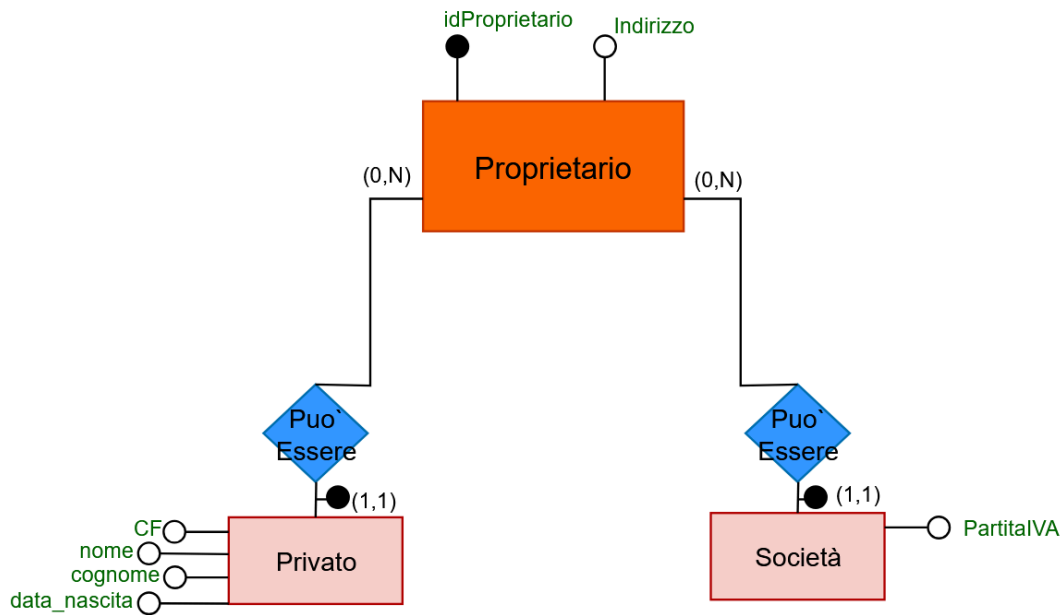 idProprietario
Indirizzo
Proprietario
(0,N)
(0,N)
Puo`
Essere
Puo`
Essere
(1,1)
(1,1)
CF
nome
cognome
data_nascita
Privato
Società
PartitaIVA